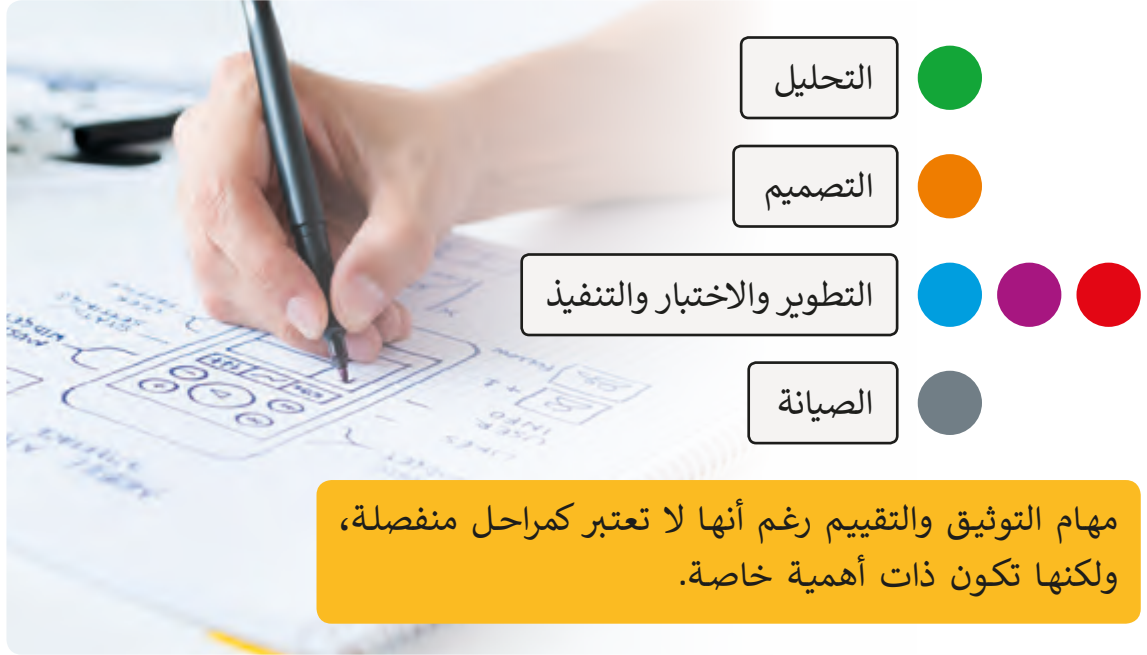 التحليل
التصميم
التطوير والاختبار والتنفيذ
الصيانة
مهام التوثيق والتقييم رغم أنها لا تعتبر كمراحل منفصلة،
ولكنها تكون ذات أهمية خاصة.